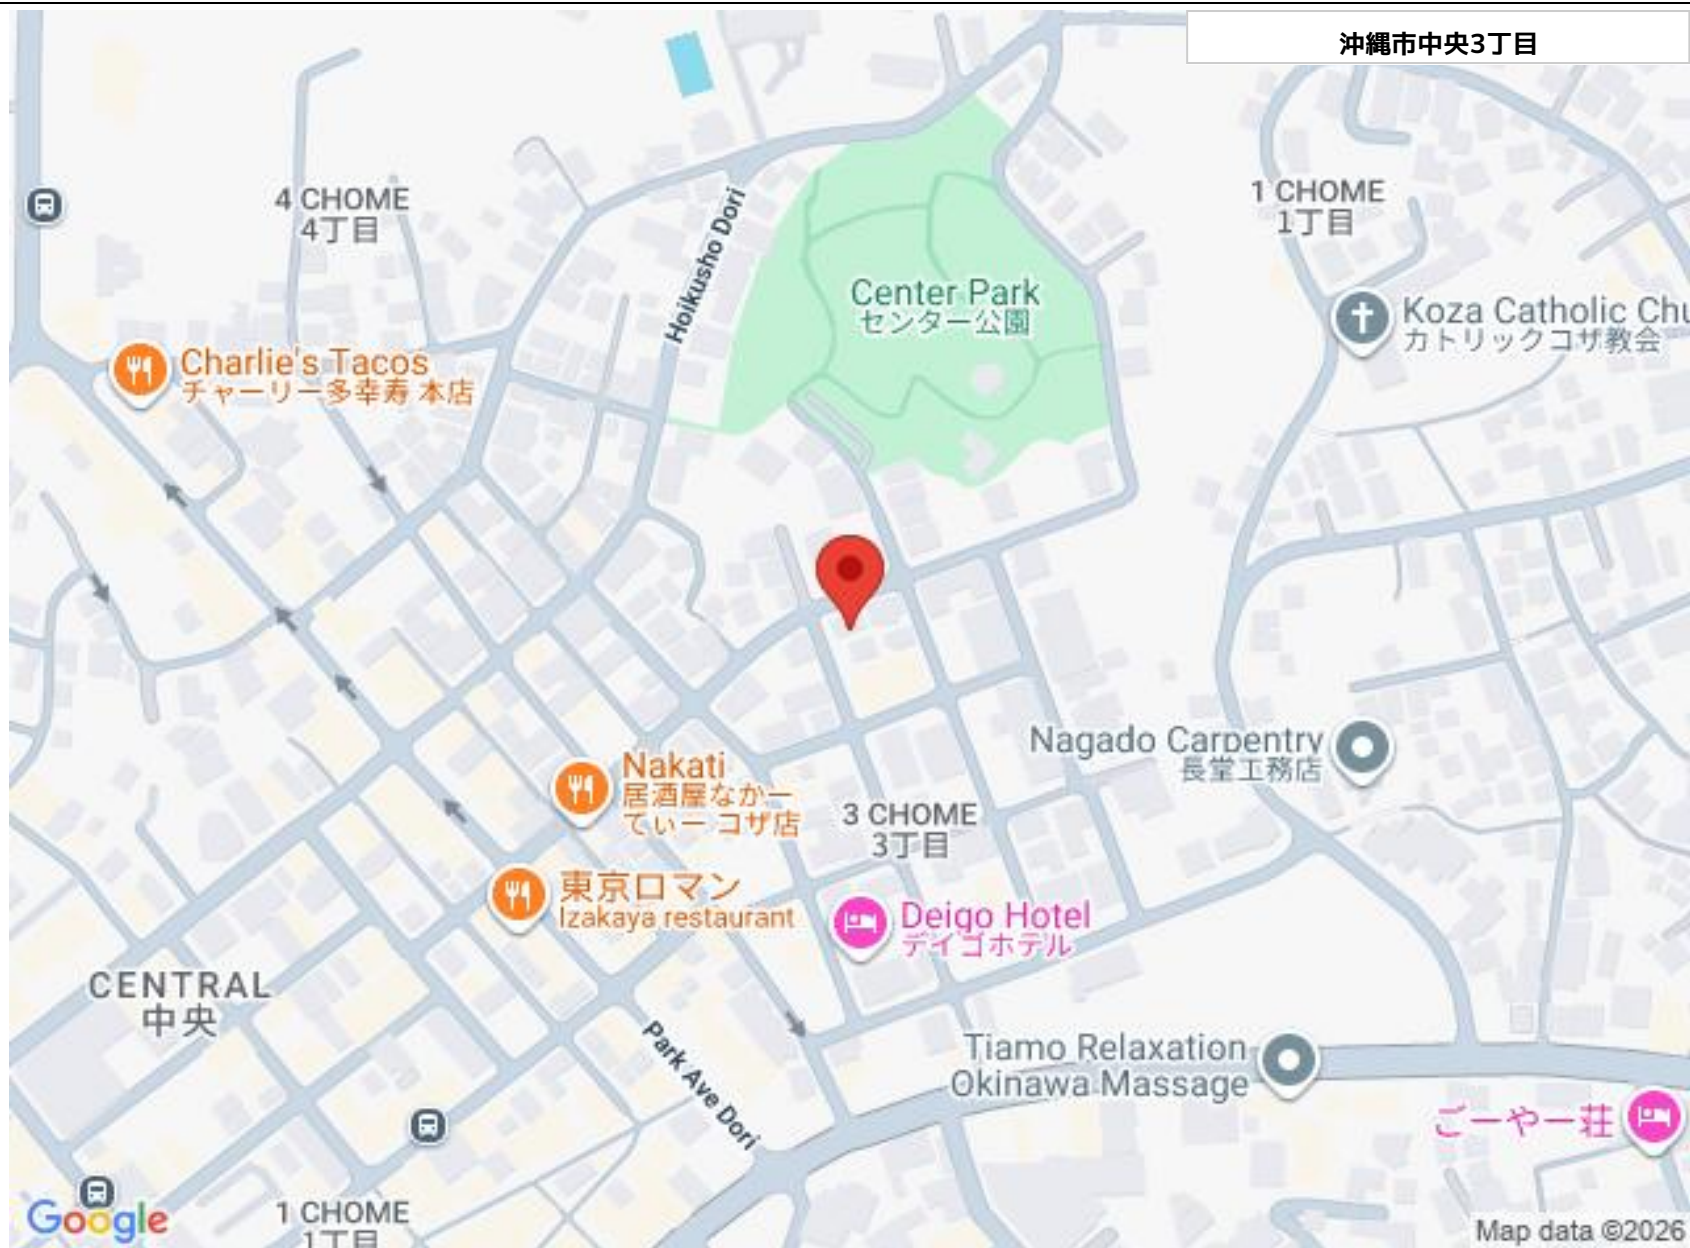 沖縄市中央3丁目
4 CHOME
4丁目
1 CHOME
1丁目
Hoikusho Dori
Center Park
センター公園
Koza Catholic Chu
カトリックコザ教会
Charlie's Tacos
チャーリー多幸寿 本店
Nagado Carpentry
長堂工務店
Nakati
居酒屋なかー
てぃー コザ店
3 CHOME
3丁目
東京ロマン
Izakaya restaurant
Deigo Hotel
デイゴホテル
CENTRAL
中央
Park Ave Dori
Tiamo Relaxation
Okinawa Massage
ごーやー荘
Google
1 CHOME
1丁目
Map data ©2026